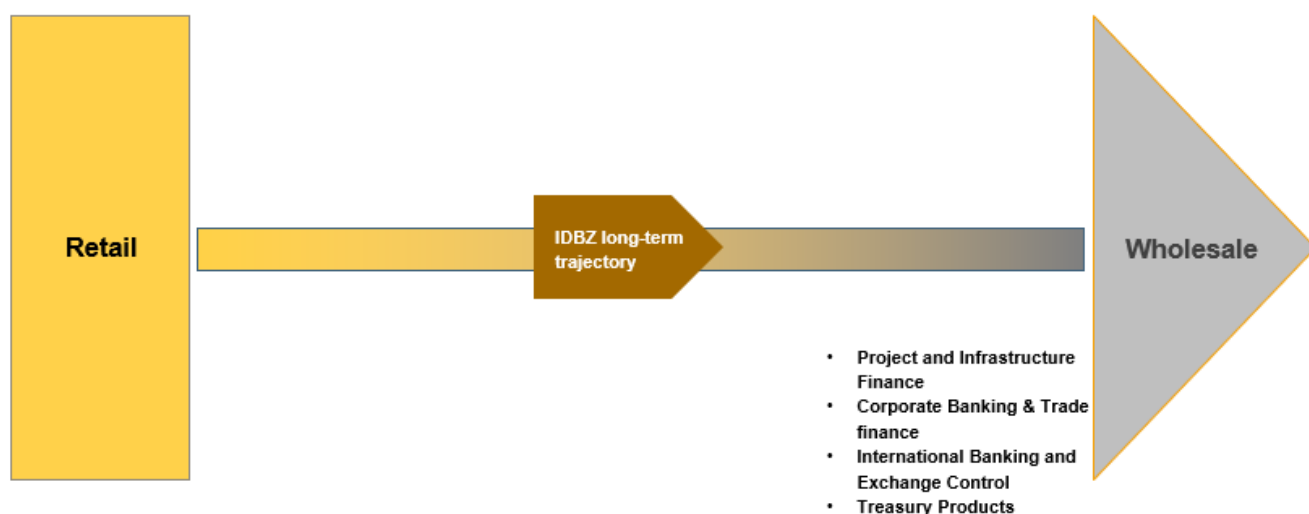 Retail
IDBZ long-term
trajectory
Wholesale
• Project and Infrastructure
Finance
• Corporate Banking & Trade
finance
• International Banking and
Exchange Control
• Treasury Products